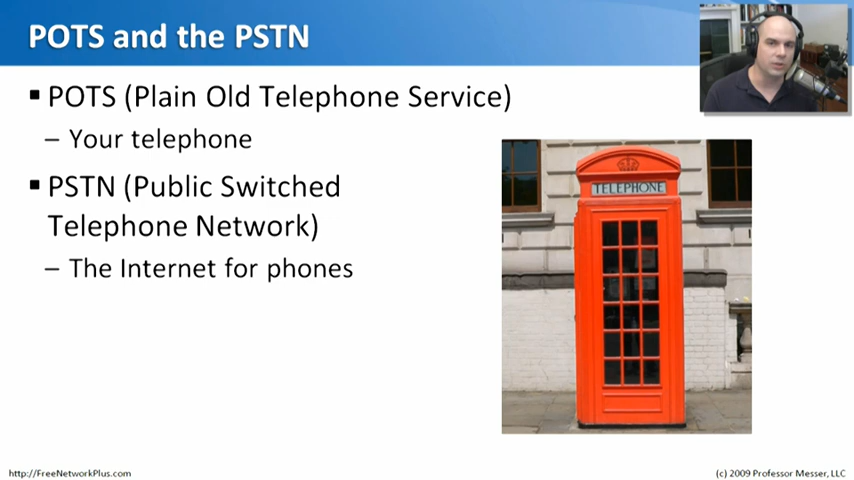 POTS and the PSTN
▪ POTS (Plain Old Telephone Service)
– Your telephone
▪ PSTN (Public Switched
Telephone Network)
– The Internet for phones
TELEPHONE
http://FreeNetworkPlus.com
(c) 2009 Professor Messer, LLC